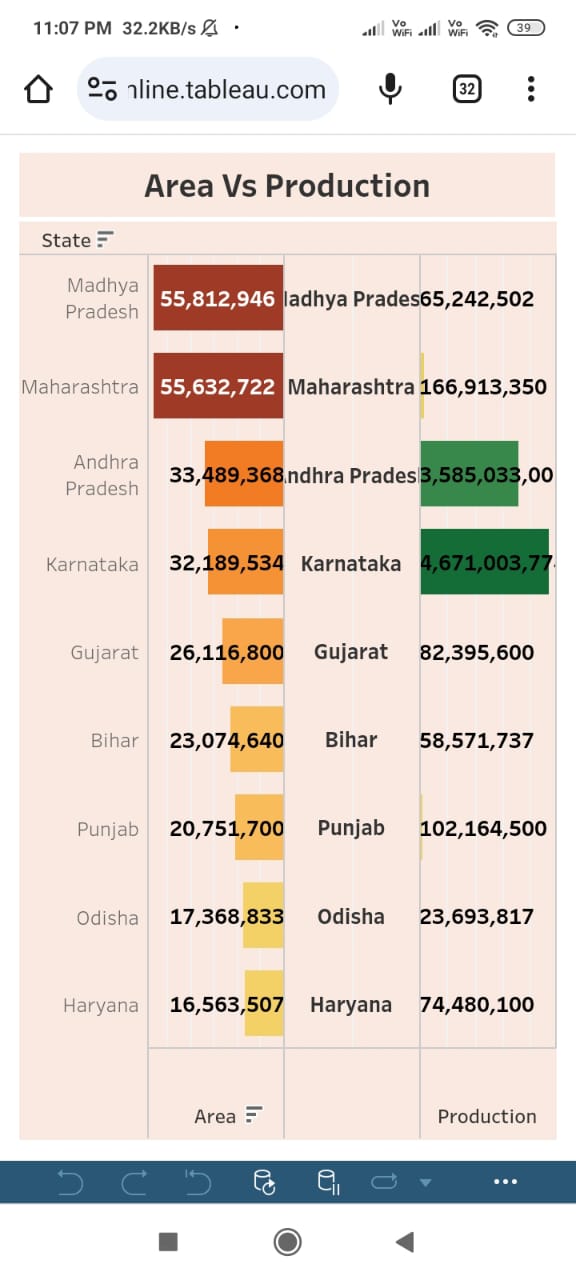 11:07 PM 32.2KB/s
Vo WiFi Vo WiFi 39
nline.tableau.com 32
Area Vs Production
State
Madhya Pradesh 55,812,946 ladhya Prades 65,242,502
Maharashtra 55,632,722 Maharashtra 166,913,350
Andhra Pradesh 33,489,368 ndhra Prades 3,585,033,00
Karnataka 32,189,534 Karnataka 4,671,003,77
Gujarat 26,116,800 Gujarat 82,395,600
Bihar 23,074,640 Bihar 58,571,737
Punjab 20,751,700 Punjab 102,164,500
Odisha 17,368,833 Odisha 23,693,817
Haryana 16,563,507 Haryana 74,480,100
Area Production